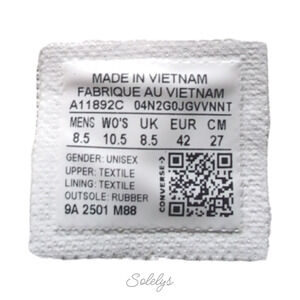 MADE IN VIETNAM
FABRIQUE AU VIETNAM
A11892C 04N2G0JGVVNNT
MENS WO'S UK EUR CM
8.5 10.5 8.5 42 27
GENDER: UNISEX
UPPER: TEXTILE
LINING: TEXTILE
OUTSOLE: RUBBER
9A 2501 M88
CONVERSE
Solelys